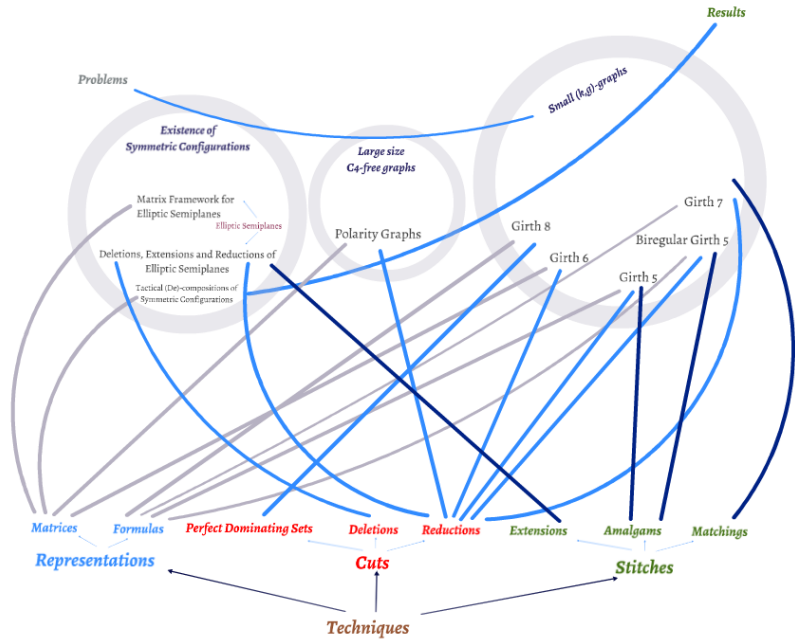 Results
Problems
Small (k,g)-graphs
Existence of
Symmetric Configurations
Large size
C4-free graphs
Matrix Framework for
Elliptic Semiplanes
Elliptic Semiplanes
Girth 7
Polarity Graphs
Girth 8
Biregular Girth 5
Deletions, Extensions and Reductions of
Elliptic Semiplanes
Girth 6
Girth 5
Tactical (De)-compositions of
Symmetric Configurations
Matrices
Formulas
Perfect Dominating Sets
Deletions
Reductions
Extensions
Amalgams
Matchings
Representations
Cuts
Stitches
Techniques